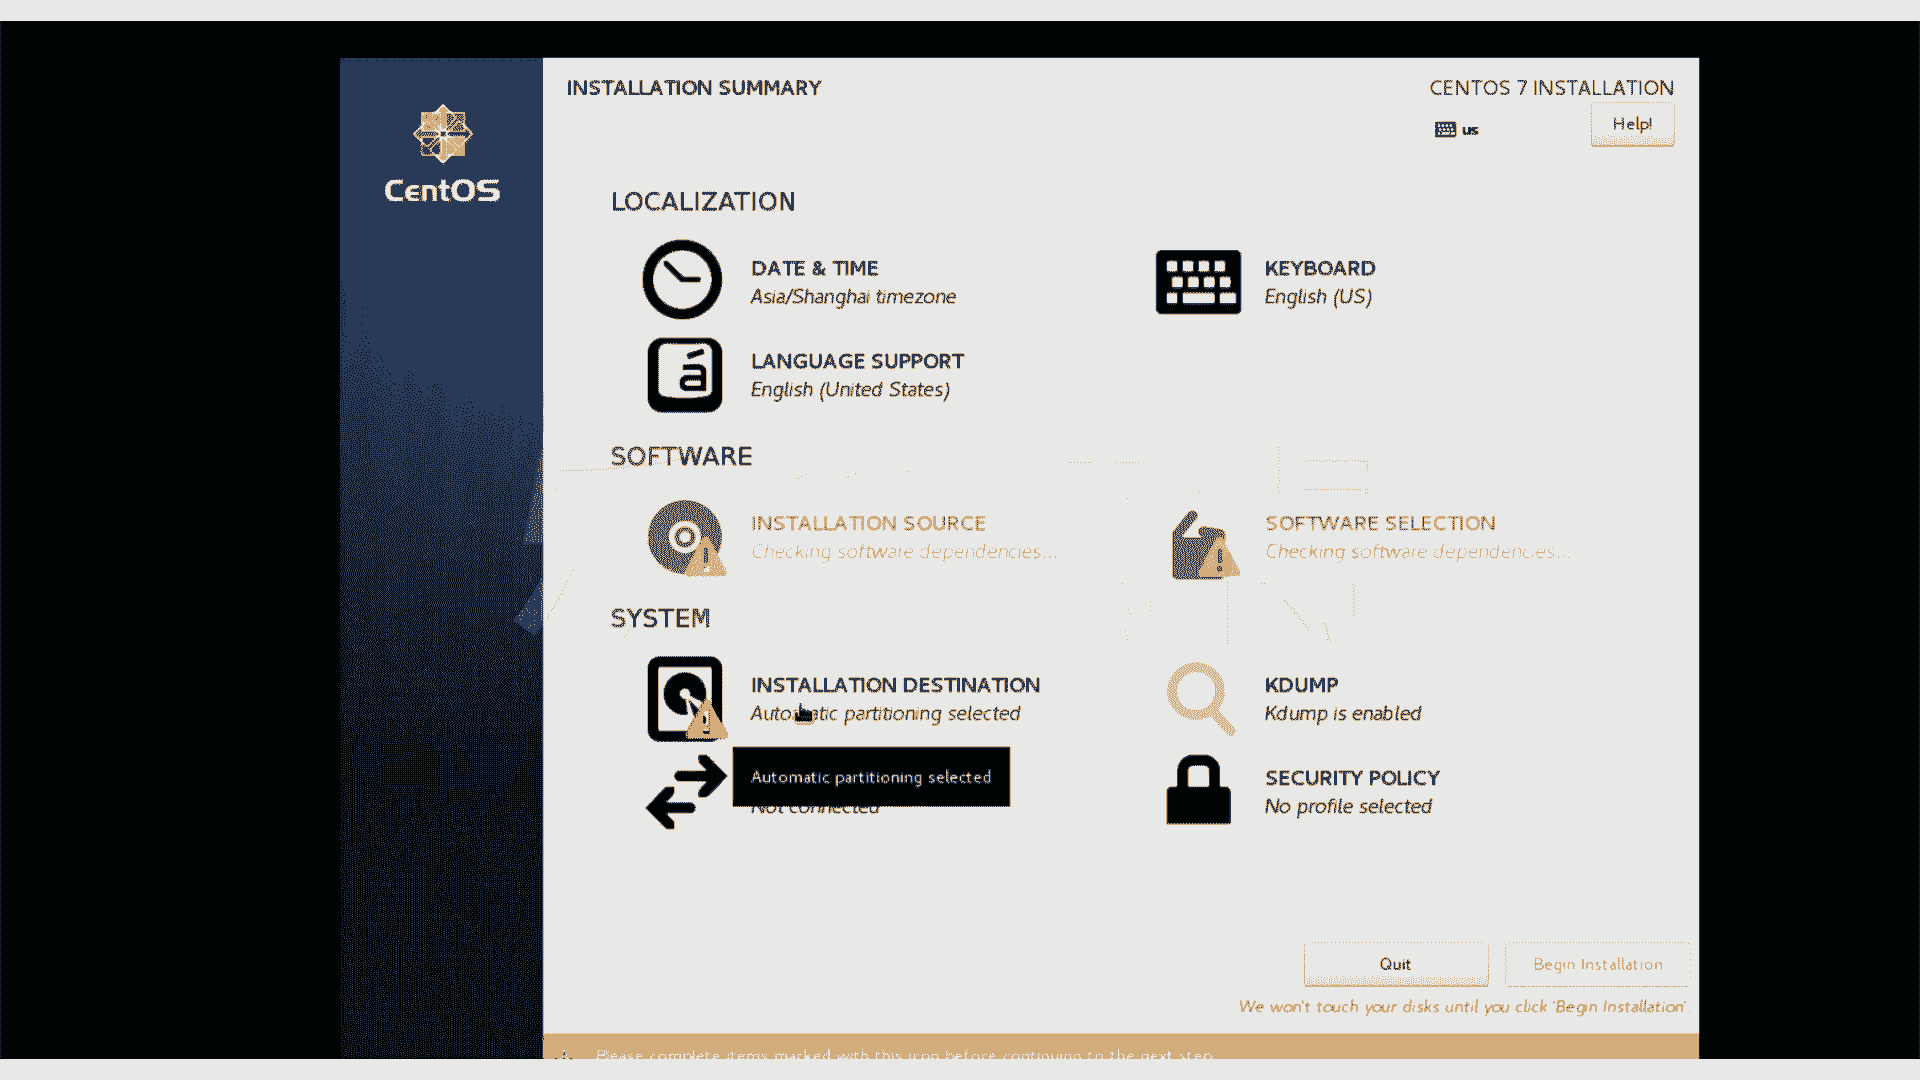 INSTALLATION SUMMARY
CENTOS 7 INSTALLATION
us
Help!
CentOS
LOCALIZATION
DATE & TIME
Asia/Shanghai timezone
KEYBOARD
English (US)
LANGUAGE SUPPORT
English (United States)
SOFTWARE
INSTALLATION SOURCE
Checking software dependencies...
SOFTWARE SELECTION
Checking software dependencies...
SYSTEM
INSTALLATION DESTINATION
Automatic partitioning selected
KDUMP
Kdump is enabled
Automatic partitioning selected
Not connected
SECURITY POLICY
No profile selected
Quit
Begin Installation
We won't touch your disks until you click 'Begin Installation'.
Please complete items marked with this icon before continuing to the next step.